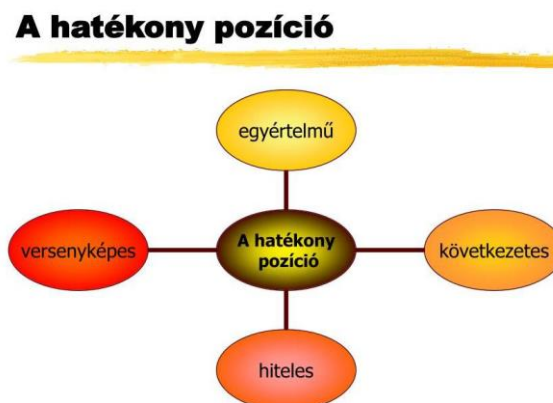 A hatékony pozíció
egyértelmű
versenyképes
A hatékony
pozíció
következetes
hiteles